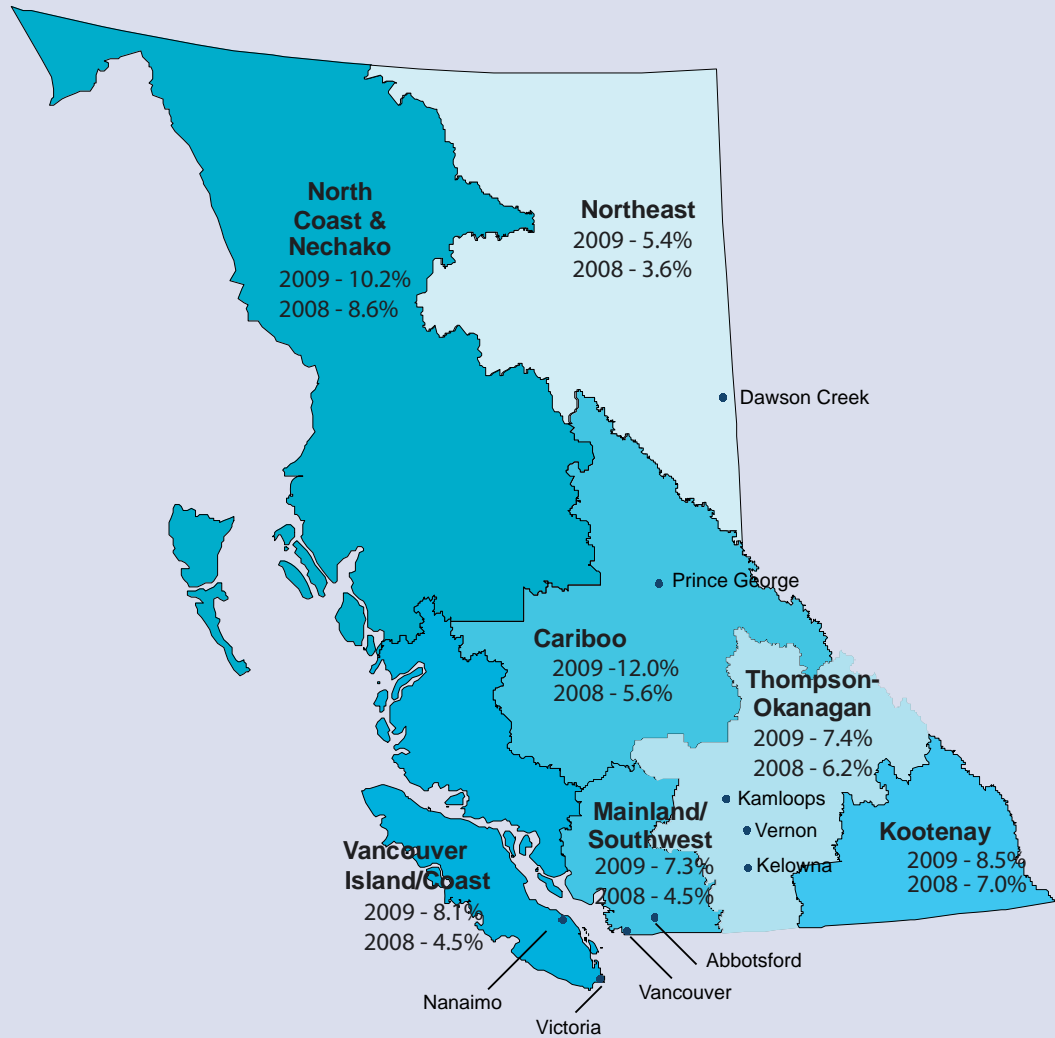 North
Coast &
Nechako
2009 - 10.2%
2008 - 8.6%
Northeast
2009 - 5.4%
2008 - 3.6%
Dawson Creek
Prince George
Cariboo
2009 -12.0%
2008 - 5.6%
Thompson-
Okanagan
2009 - 7.4%
2008 - 6.2%
Kamloops
Vernon
Kelowna
Mainland/
Southwest
2009 - 7.3%
2008 - 4.5%
Kootenay
2009 - 8.5%
2008 - 7.0%
Vancouver
Island/Coast
2009 - 8.1%
2008 - 4.5%
Abbotsford
Vancouver
Nanaimo
Victoria